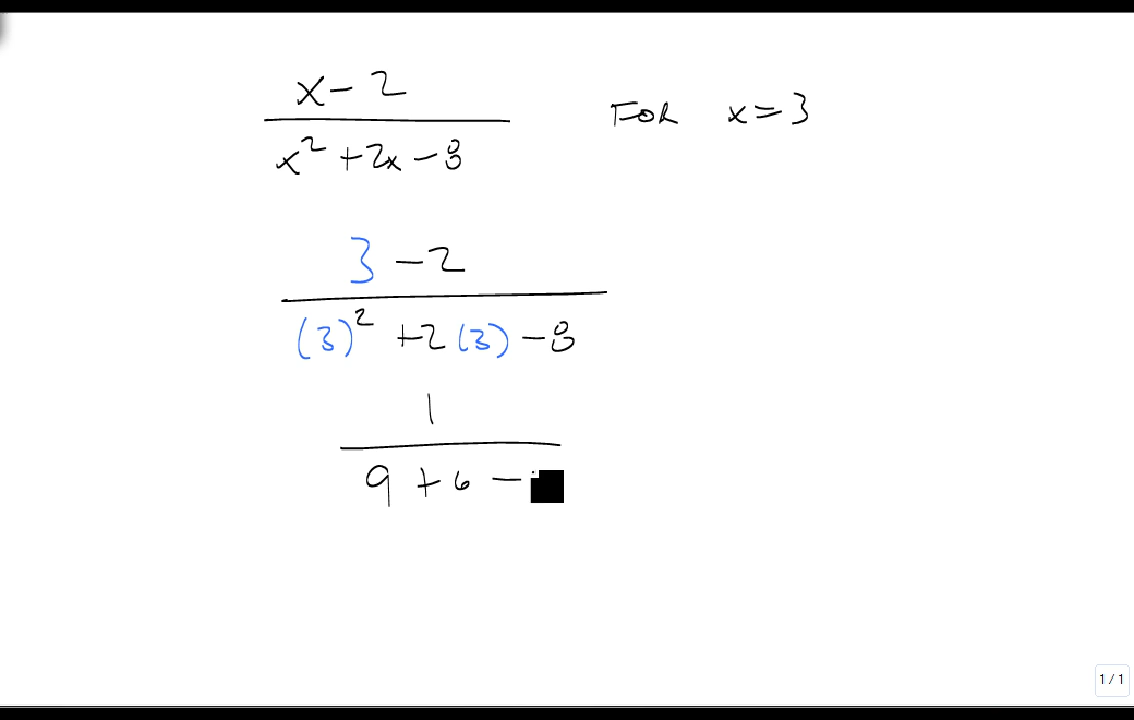 x - 2
x² + 2x - 8
FOR x = 3
3 - 2
(3)² + 2 (3) - 8
1
9 + 6 -
1 / 1